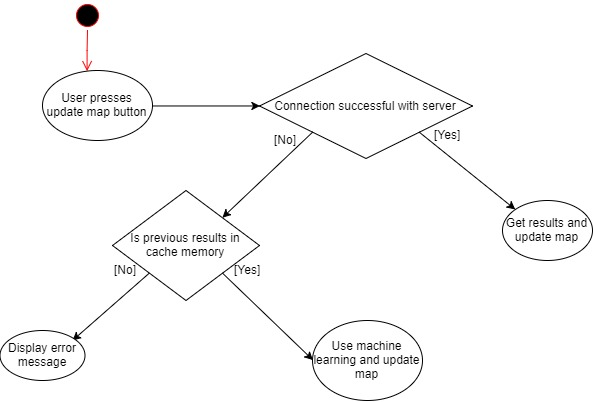 User presses
update map button
Connection successful with server
[No]
[Yes]
Get results and
update map
Is previous results in
cache memory
[No]
[Yes]
Display error
message
Use machine
learning and update
map